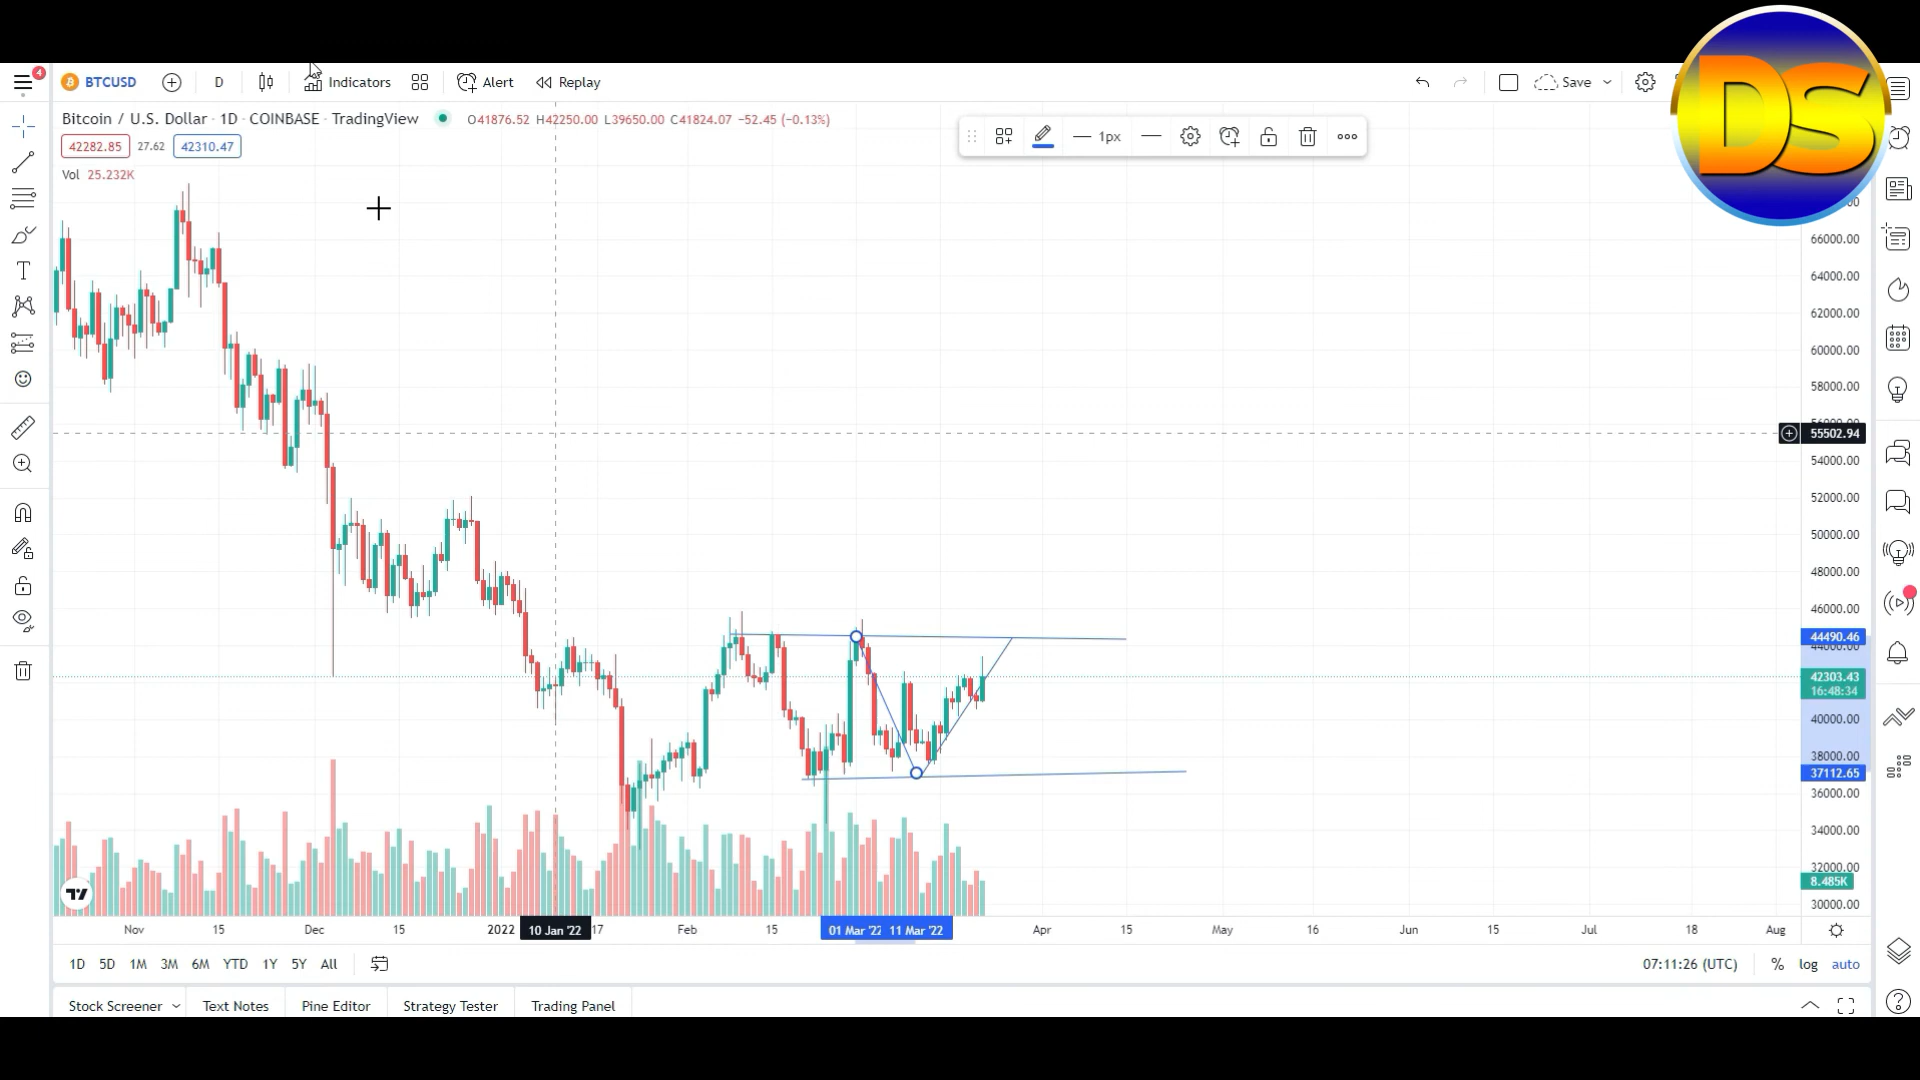 4
BTCUSD D Indicators Alert Replay Save
Bitcoin / U.S. Dollar · 1D · COINBASE · TradingView O41876.52 H42250.00 L39650.00 C41824.07 −52.45 (−0.13%)
1px
42282.85 27.62 42310.47
Vol 25.232K
DS
66000.00
64000.00
62000.00
60000.00
58000.00
55502.94
54000.00
52000.00
50000.00
48000.00
46000.00
44490.46
44000.00
42303.43
16:48:34
40000.00
38000.00
37112.65
36000.00
34000.00
32000.00
8.485K
30000.00
Nov 15 Dec 15 2022 10 Jan '22 17 Feb 15 01 Mar '22 11 Mar '22 Apr 15 May 16 Jun 15 Jul 18 Aug
1D 5D 1M 3M 6M YTD 1Y 5Y All 07:11:26 (UTC) % log auto
Stock Screener Text Notes Pine Editor Strategy Tester Trading Panel